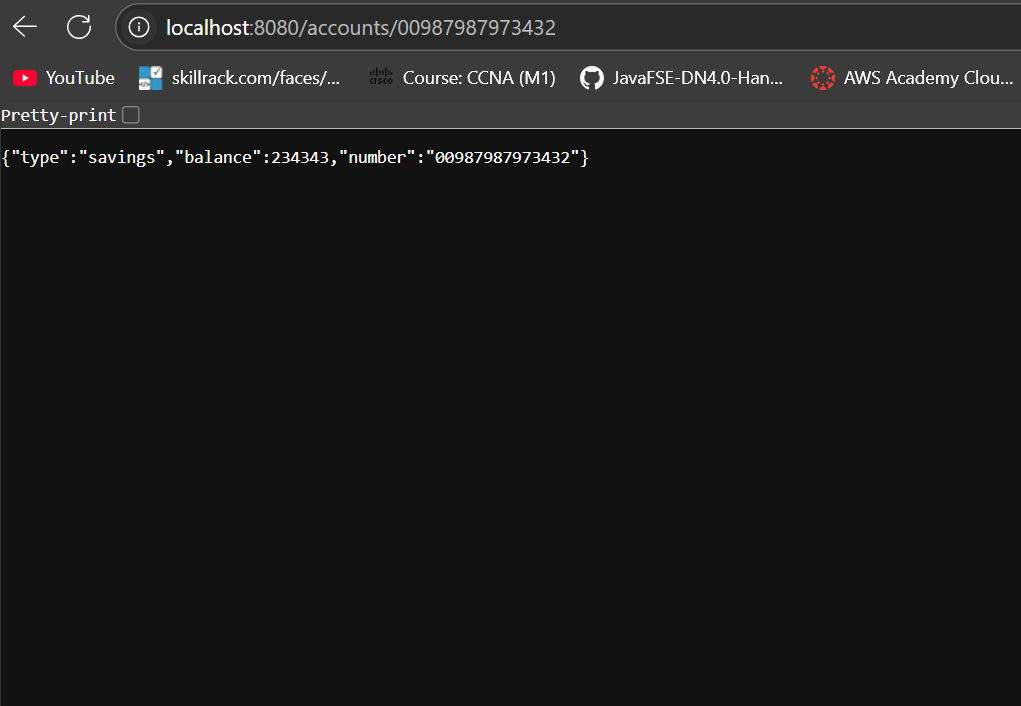 localhost:8080/accounts/00987987973432
YouTube skillrack.com/faces/... cisco Course: CCNA (M1) JavaFSE-DN4.0-Han... AWS Academy Clou...
Pretty-print
{"type":"savings","balance":234343,"number":"00987987973432"}